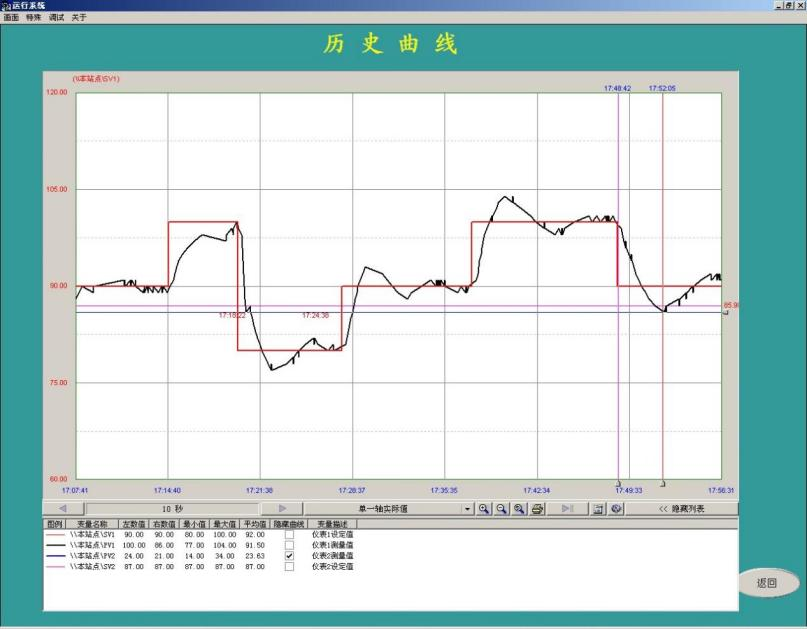 运行系统
画面 特殊 调试 关于
历 史 曲 线
(\\本站点\SV1)
17:48:42 17:52:05
120.00
105.00
90.00
85.9
17:18:22 17:24:38
75.00
60.00
17:07:41 17:14:40 17:21:38 17:28:37 17:35:35 17:42:34 17:49:33 17:56:31
10 秒 单一轴实际值 << 隐藏列表
图例 变量名称 左数值 右数值 最小值 最大值 平均值 隐藏曲线 变量描述
\\本站点\SV1 90.00 90.00 80.00 100.00 92.00 仪表1设定值
\\本站点\PV1 100.00 86.00 77.00 104.00 91.50 仪表1测量值
\\本站点\PV2 24.00 21.00 14.00 34.00 23.63 仪表2测量值
\\本站点\SV2 87.00 87.00 87.00 87.00 87.00 仪表2设定值
返回